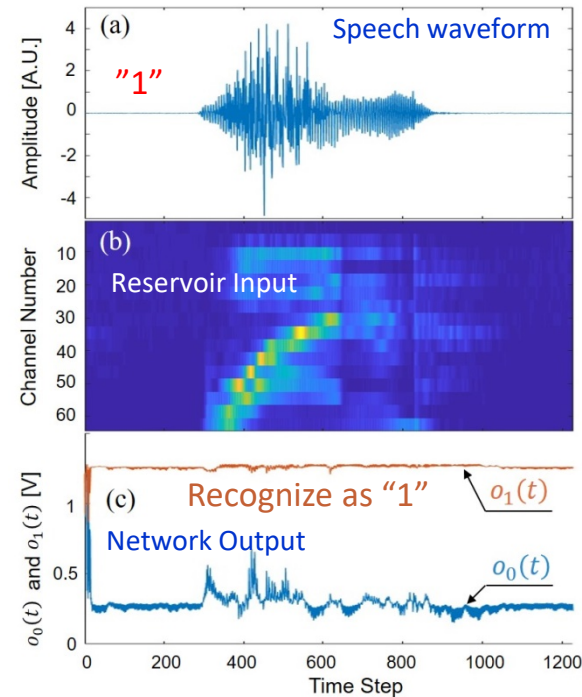 (a)
Speech waveform
”1”
Amplitude [A.U.]
4
2
0
-2
-4
(b)
Reservoir Input
Channel Number
10
20
30
40
50
60
(c)
Recognize as “1”
Network Output
o₁(t)
o₀(t)
o₀(t) and o₁(t) [V]
1
0.5
0
0 200 400 600 800 1000 1200
Time Step